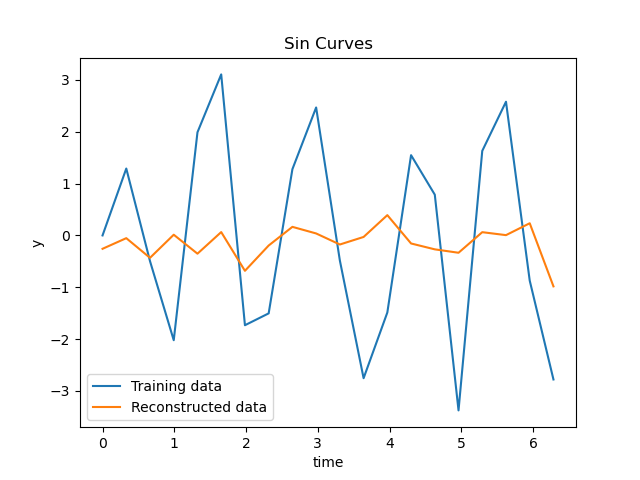 Sin Curves
3
2
1
0
−1
−2
−3
y
Training data
Reconstructed data
0 1 2 3 4 5 6
time